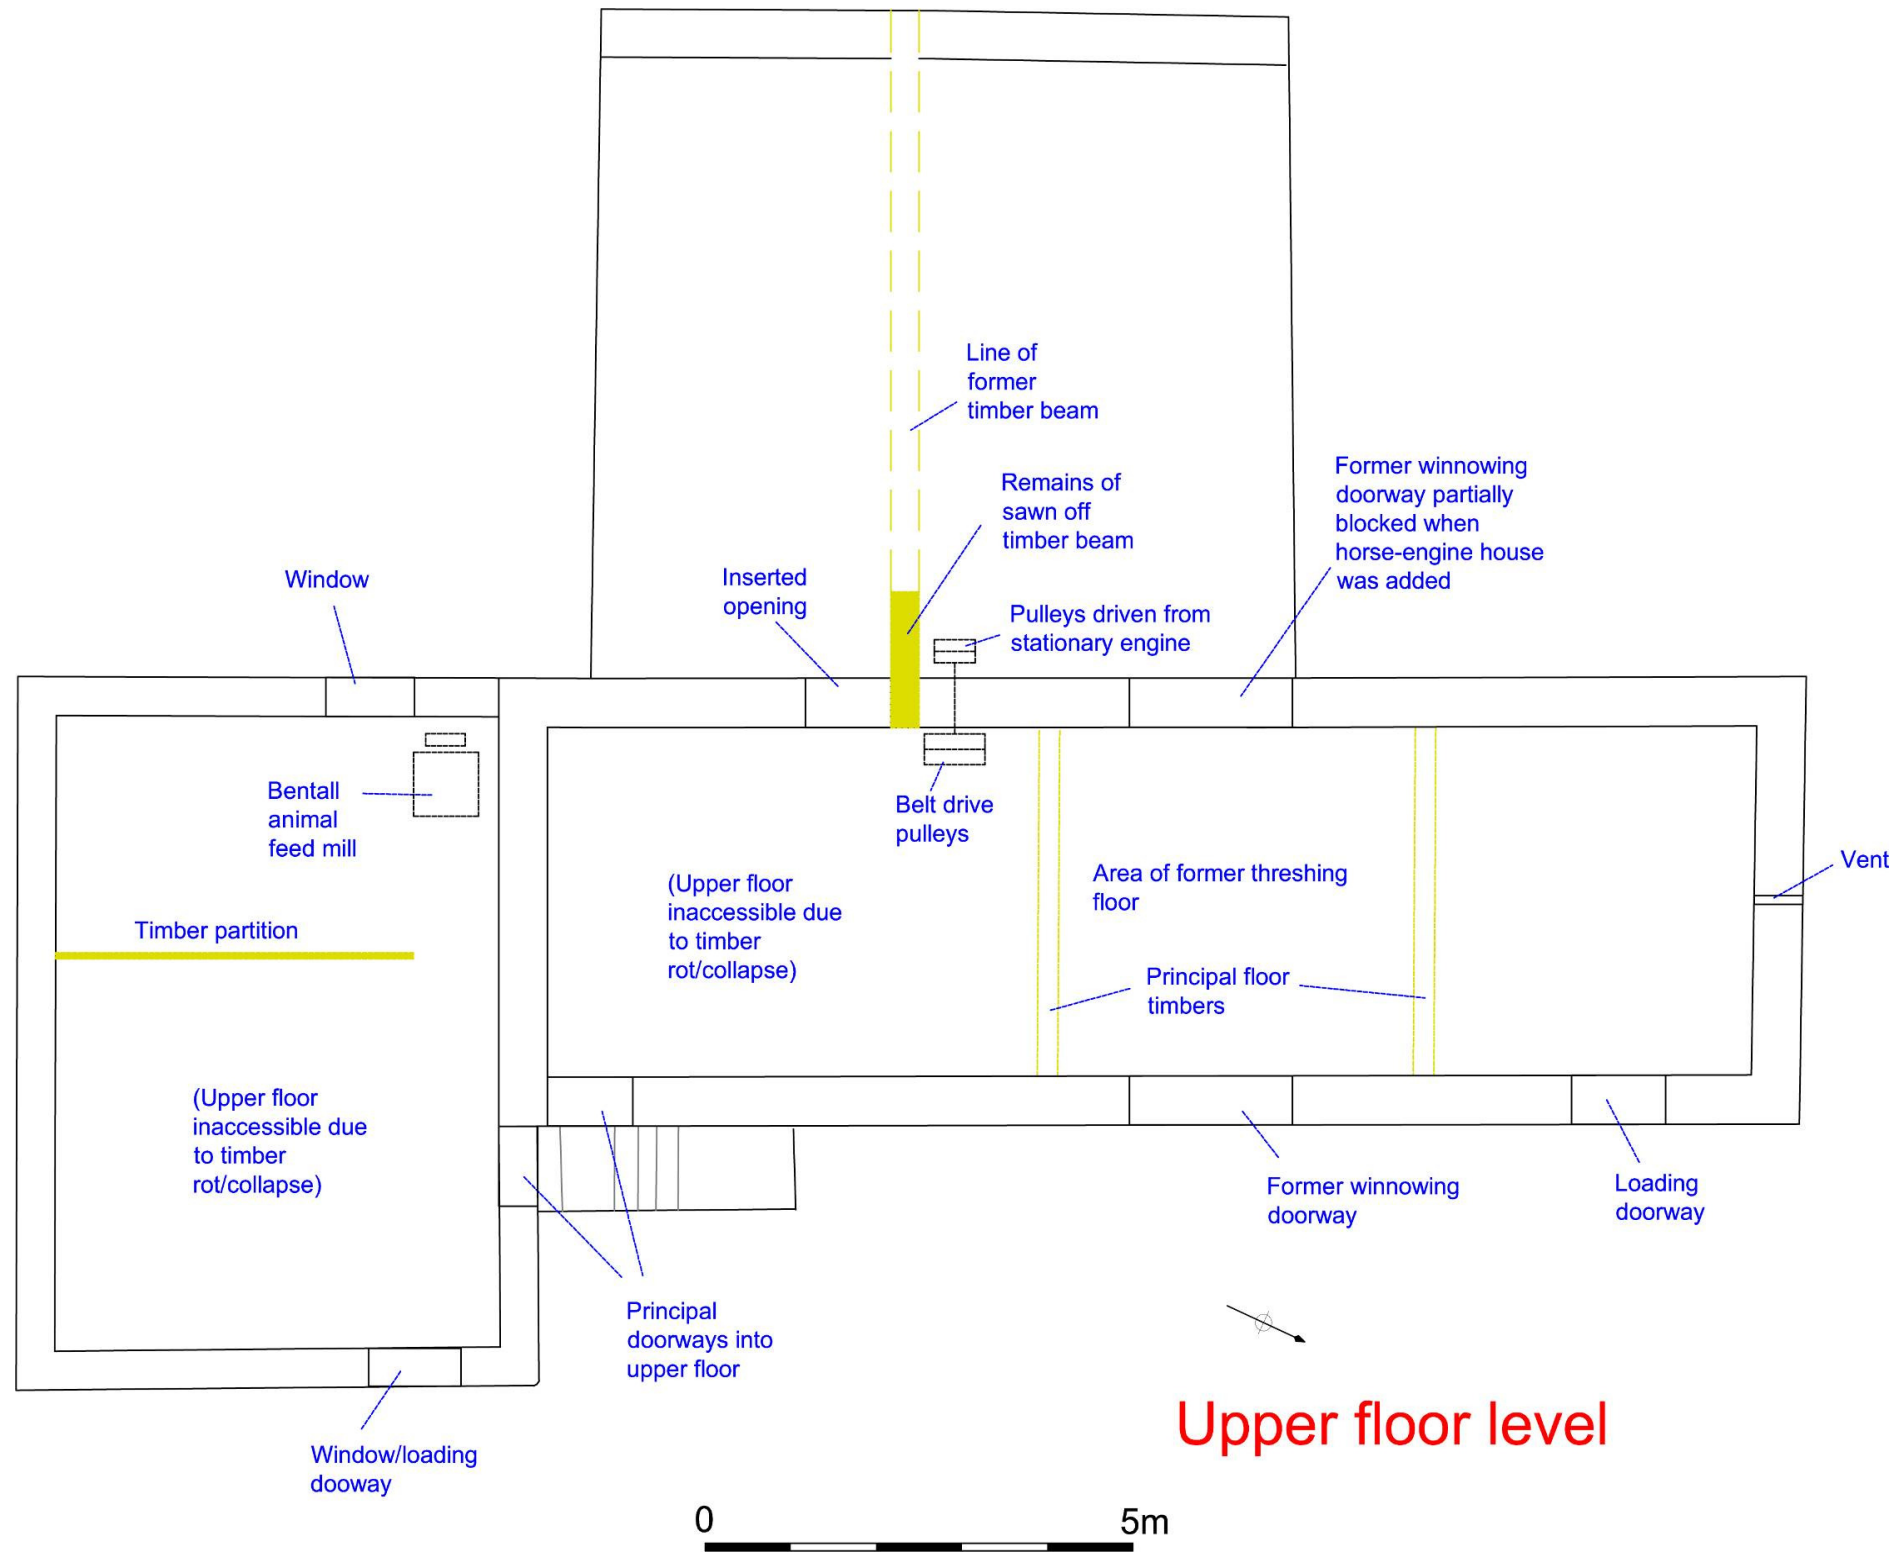 Line of
former
timber beam
Former winnowing
doorway partially
blocked when
horse-engine house
was added
Remains of
sawn off
timber beam
Window
Inserted
opening
Pulleys driven from
stationary engine
Bentall
animal
feed mill
Belt drive
pulleys
Vent
Area of former threshing
floor
(Upper floor
inaccessible due
to timber
rot/collapse)
Timber partition
Principal floor
timbers
(Upper floor
inaccessible due
to timber
rot/collapse)
Former winnowing
doorway
Loading
doorway
Principal
doorways into
upper floor
Upper floor level
Window/loading
dooway
0 5m